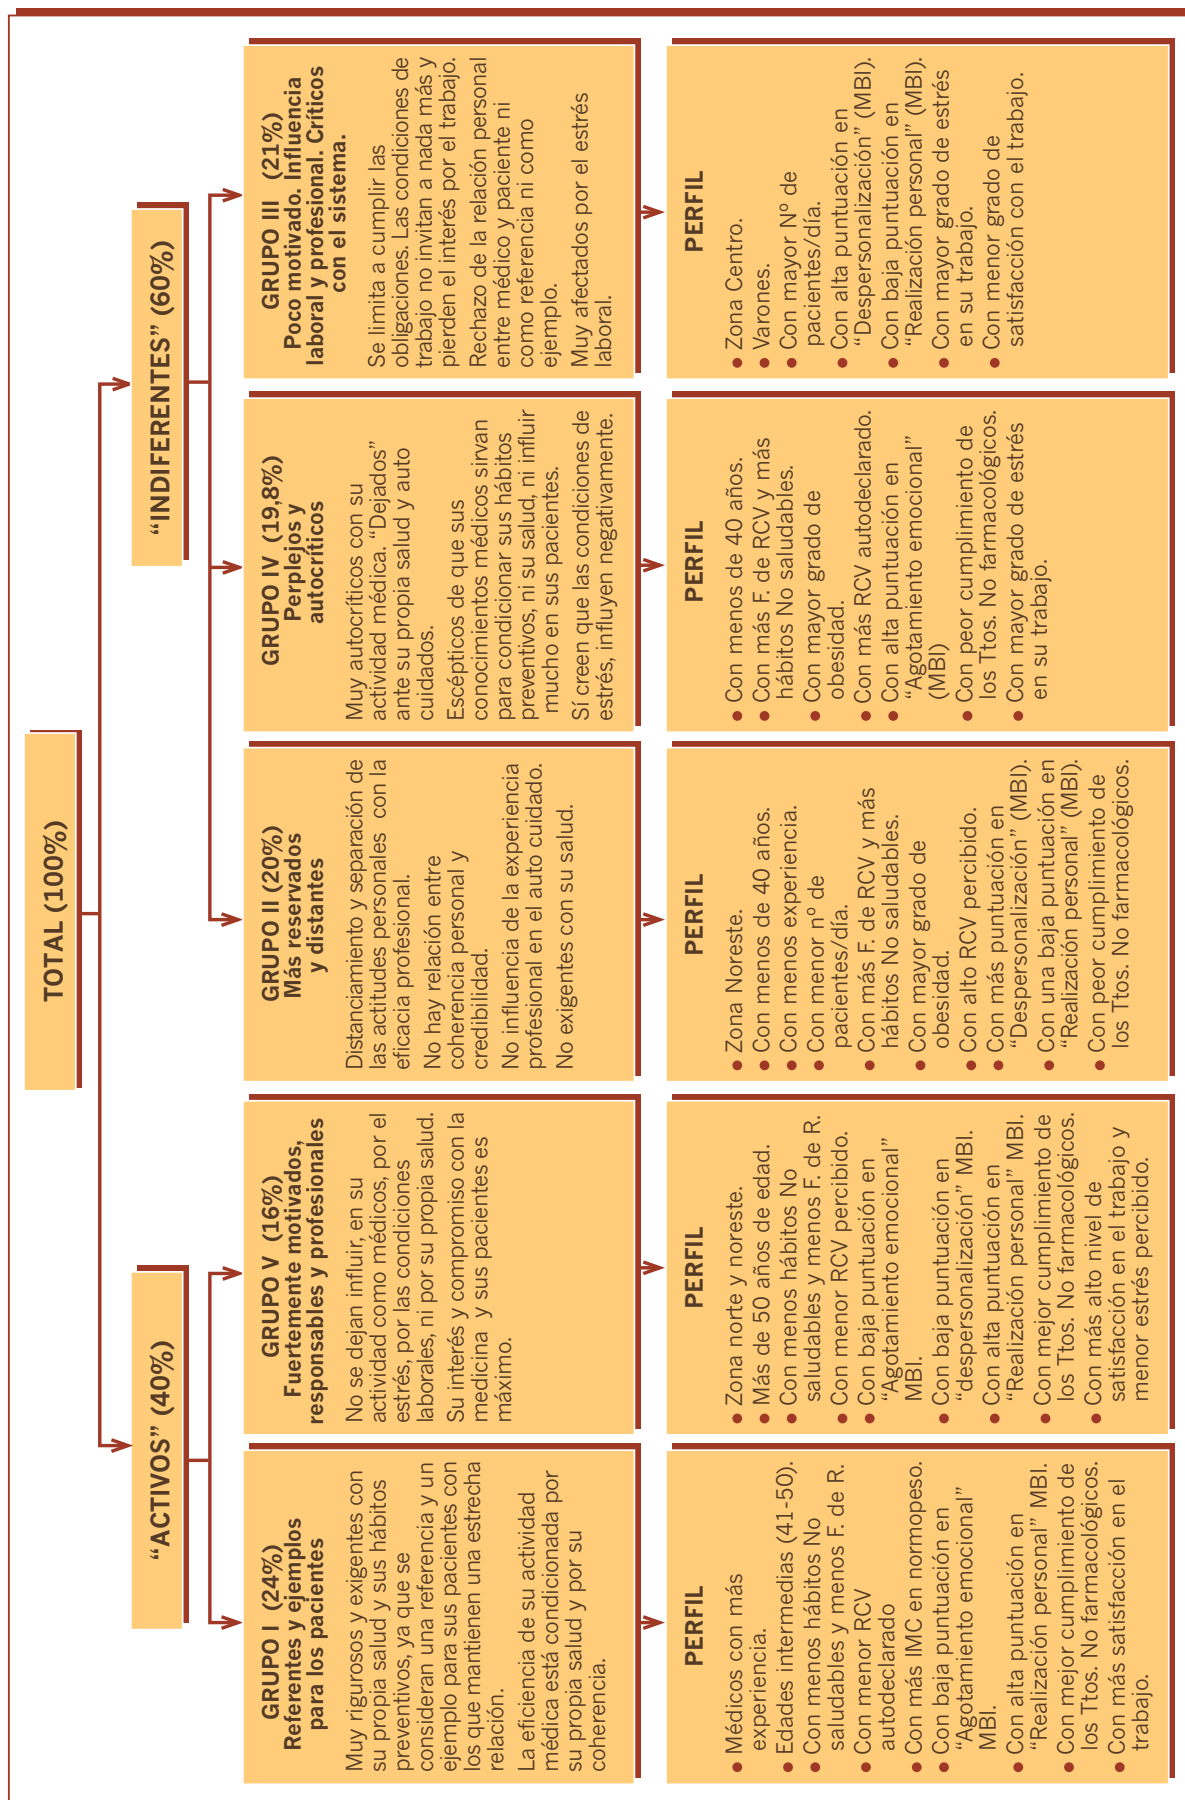 TOTAL (100%)
“ACTIVOS” (40%)
“INDIFERENTES” (60%)
GRUPO I (24%)
Referentes y ejemplos
para los pacientes
Muy rigurosos y exigentes con
su propia salud y sus hábitos
preventivos, ya que se
consideran una referencia y un
ejemplo para sus pacientes con
los que mantienen una estrecha
relación.
La eficiencia de su actividad
médica está condicionada por
su propia salud y por su
coherencia.
GRUPO V (16%)
Fuertemente motivados,
responsables y profesionales
No se dejan influir, en su
actividad como médicos, por el
estrés, por las condiciones
laborales, ni por su propia salud.
Su interés y compromiso con la
medicina y sus pacientes es
máximo.
GRUPO II (20%)
Más reservados
y distantes
Distanciamiento y separación de
las actitudes personales con la
eficacia profesional.
No hay relación entre
coherencia personal y
credibilidad.
No influencia de la experiencia
profesional en el auto cuidado.
No exigentes con su salud.
GRUPO IV (19,8%)
Perplejos y
autocríticos
Muy autocríticos con su
actividad médica. “Dejados”
ante su propia salud y auto
cuidados.
Escépticos de que sus
conocimientos médicos sirvan
para condicionar sus hábitos
preventivos, ni su salud, ni influir
mucho en sus pacientes.
Sí creen que las condiciones de
estrés, influyen negativamente.
GRUPO III (21%)
Poco motivado. Influencia
laboral y profesional. Críticos
con el sistema.
Se limita a cumplir las
obligaciones. Las condiciones de
trabajo no invitan a nada más y
pierden el interés por el trabajo.
Rechazo de la relación personal
entre médico y paciente ni
como referencia ni como
ejemplo.
Muy afectados por el estrés
laboral.
PERFIL
● Médicos con más
experiencia.
● Edades intermedias (41-50).
● Con menos hábitos No
saludables y menos F. de R.
● Con menor RCV
autodeclarado
● Con más IMC en normopeso.
● Con baja puntuación en
“Agotamiento emocional”
MBI.
● Con alta puntuación en
“Realización personal” MBI.
● Con mejor cumplimiento de
los Ttos. No farmacológicos.
● Con más satisfacción en el
trabajo.
PERFIL
● Zona norte y noreste.
● Más de 50 años de edad.
● Con menos hábitos No
saludables y menos F. de R.
● Con menor RCV percibido.
● Con baja puntuación en
“Agotamiento emocional”
MBI.
● Con baja puntuación en
“despersonalización” MBI.
● Con alta puntuación en
“Realización personal” MBI.
● Con mejor cumplimiento de
los Ttos. No farmacológicos.
● Con más alto nivel de
satisfacción en el trabajo y
menor estrés percibido.
PERFIL
● Zona Noreste.
● Con menos de 40 años.
● Con menos experiencia.
● Con menor nº de
pacientes/día.
● Con más F. de RCV y más
hábitos No saludables.
● Con mayor grado de
obesidad.
● Con alto RCV percibido.
● Con más puntuación en
“Despersonalización” (MBI).
● Con una baja puntuación en
“Realización personal” (MBI).
● Con peor cumplimiento de
los Ttos. No farmacológicos.
PERFIL
● Con menos de 40 años.
● Con más F. de RCV y más
hábitos No saludables.
● Con mayor grado de
obesidad.
● Con más RCV autodeclarado.
● Con alta puntuación en
“Agotamiento emocional”
(MBI)
● Con peor cumplimiento de
los Ttos. No farmacológicos.
● Con mayor grado de estrés
en su trabajo.
PERFIL
● Zona Centro.
● Varones.
● Con mayor Nº de
pacientes/día.
● Con alta puntuación en
“Despersonalización” (MBI).
● Con baja puntuación en
“Realización personal” (MBI).
● Con mayor grado de estrés
en su trabajo.
● Con menor grado de
satisfacción con el trabajo.